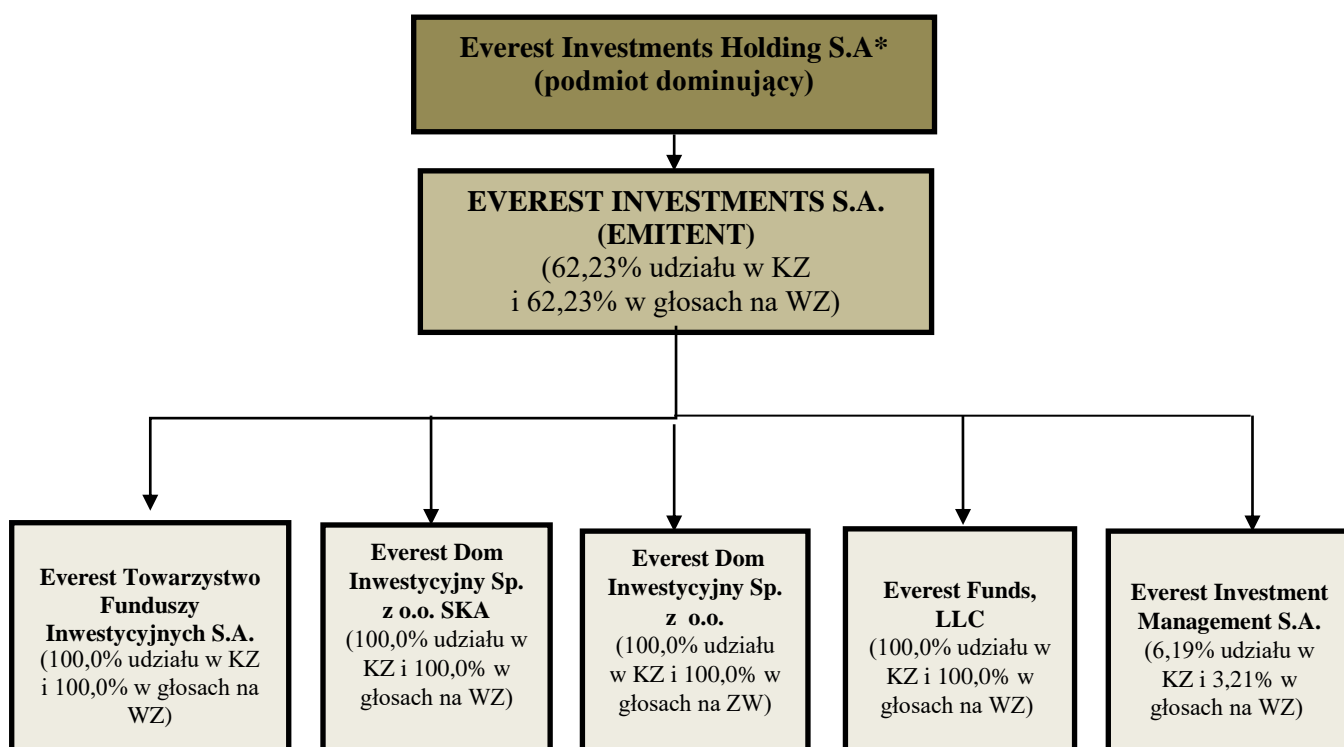 Everest Investments Holding S.A*
(podmiot dominujący)
EVEREST INVESTMENTS S.A.
(EMITENT)
(62,23% udziału w KZ
i 62,23% w głosach na WZ)
Everest Towarzystwo
Funduszy
Inwestycyjnych S.A.
(100,0% udziału w KZ
i 100,0% w głosach na
WZ)
Everest Dom
Inwestycyjny Sp.
z o.o. SKA
(100,0% udziału w
KZ i 100,0% w
głosach na WZ)
Everest Dom
Inwestycyjny Sp.
z o.o.
(100,0% udziału
w KZ i 100,0% w
głosach na ZW)
Everest Funds,
LLC
(100,0% udziału w
KZ i 100,0% w
głosach na WZ)
Everest Investment
Management S.A.
(6,19% udziału w
KZ i 3,21% w
głosach na WZ)